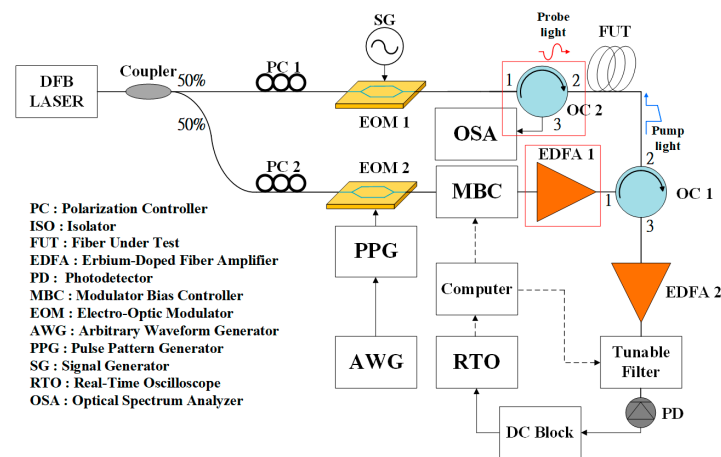 SG
Probe
light
FUT
DFB
LASER
Coupler
50%
50%
PC 1
EOM 1
1
2
3
OC 2
OSA
Pump
light
PC 2
EOM 2
MBC
EDFA 1
1
2
3
OC 1
PPG
Computer
EDFA 2
AWG
RTO
Tunable
Filter
PD
DC Block
PC : Polarization Controller
ISO : Isolator
FUT : Fiber Under Test
EDFA : Erbium-Doped Fiber Amplifier
PD : Photodetector
MBC : Modulator Bias Controller
EOM : Electro-Optic Modulator
AWG : Arbitrary Waveform Generator
PPG : Pulse Pattern Generator
SG : Signal Generator
RTO : Real-Time Oscilloscope
OSA : Optical Spectrum Analyzer